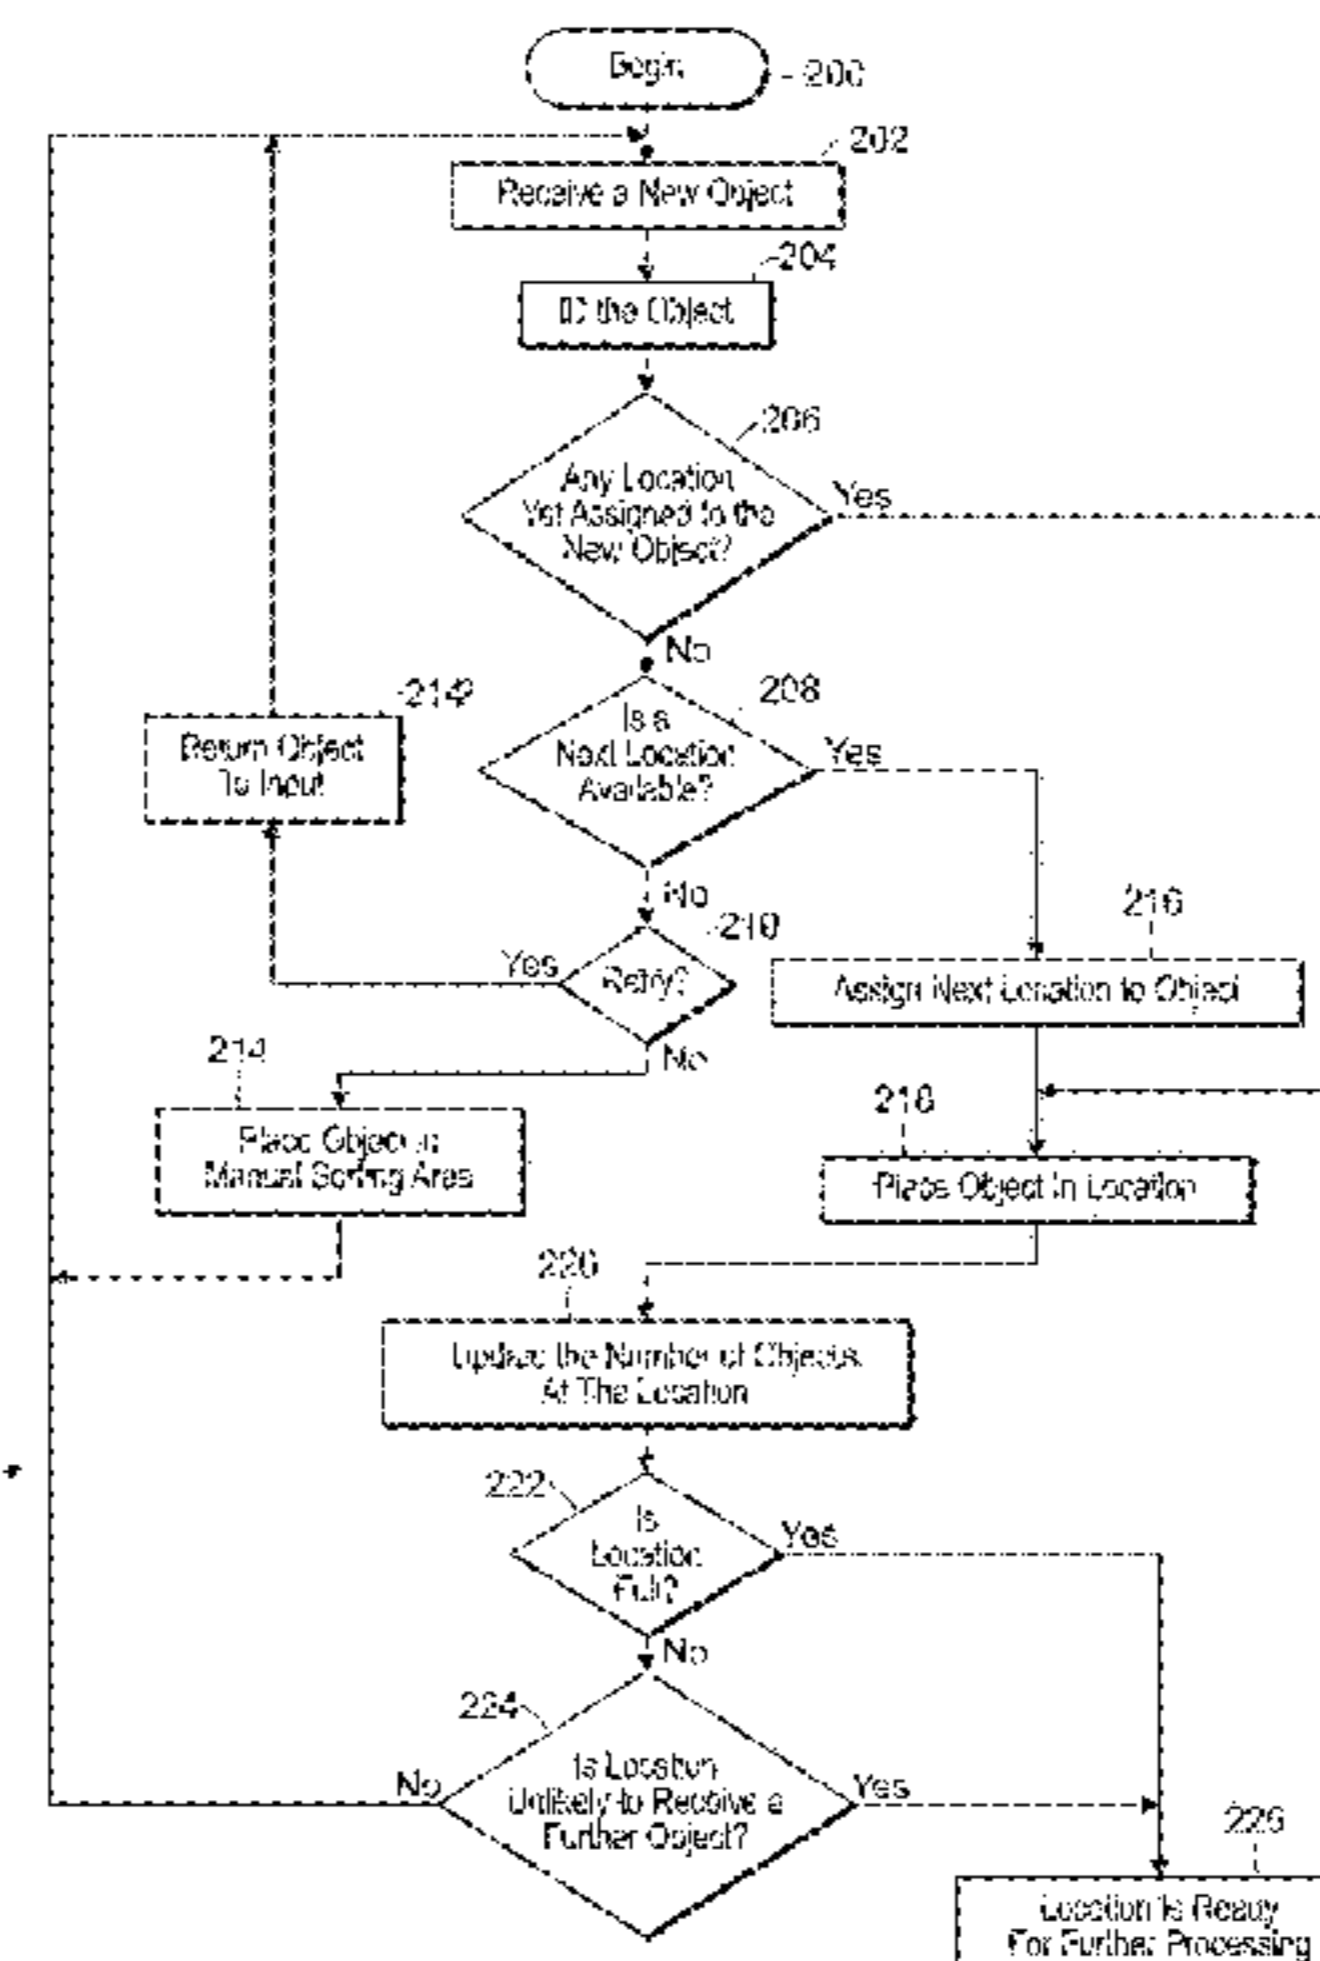 Begin
200
202
Receive a New Object
204
ID the Object
206
Any Location
Yet Assigned to the
New Object?
Yes
No
208
Is a
Next Location
Available?
Yes
Return Object
To Input
No
210
Retry?
Yes
No
216
Assign Next Location to Object
214
Place Object in
Manual Sorting Area
218
Place Object In Location
220
Update the Number of Objects
At The Location
222
Is
Location
Full?
Yes
No
224
Is Location
Unlikely to Receive a
Further Object?
No
Yes
226
Location Is Ready
For Further Processing